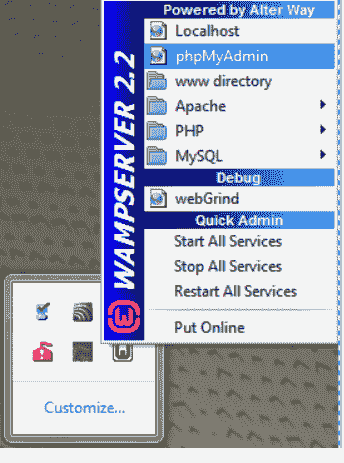 Powered by Alter Way
Localhost
phpMyAdmin
www directory
Apache
PHP
MySQL
Debug
webGrind
Quick Admin
Start All Services
Stop All Services
Restart All Services
Put Online
WAMPSERVER 2.2
Customize...